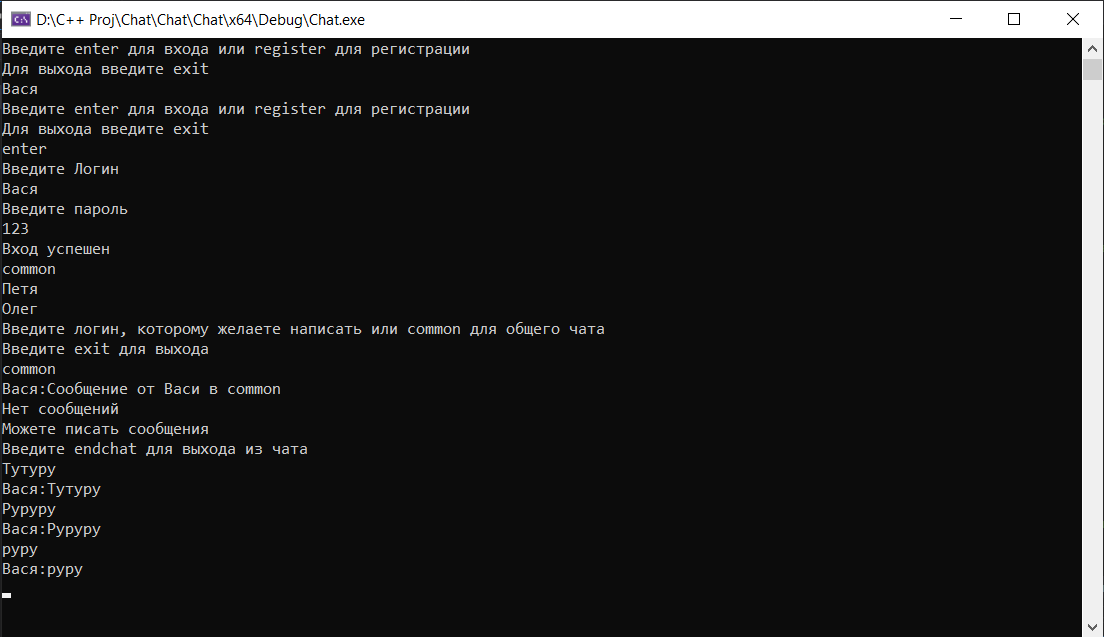 D:\C++ Proj\Chat\Chat\Chat\x64\Debug\Chat.exe
Введите enter для входа или register для регистрации
Для выхода введите exit
Вася
Введите enter для входа или register для регистрации
Для выхода введите exit
enter
Введите Логин
Вася
Введите пароль
123
Вход успешен
common
Петя
Олег
Введите логин, которому желаете написать или common для общего чата
Введите exit для выхода
common
Вася:Сообщение от Васи в common
Нет сообщений
Можете писать сообщения
Введите endchat для выхода из чата
Тутуру
Вася:Тутуру
Руруру
Вася:Руруру
руру
Вася:руру